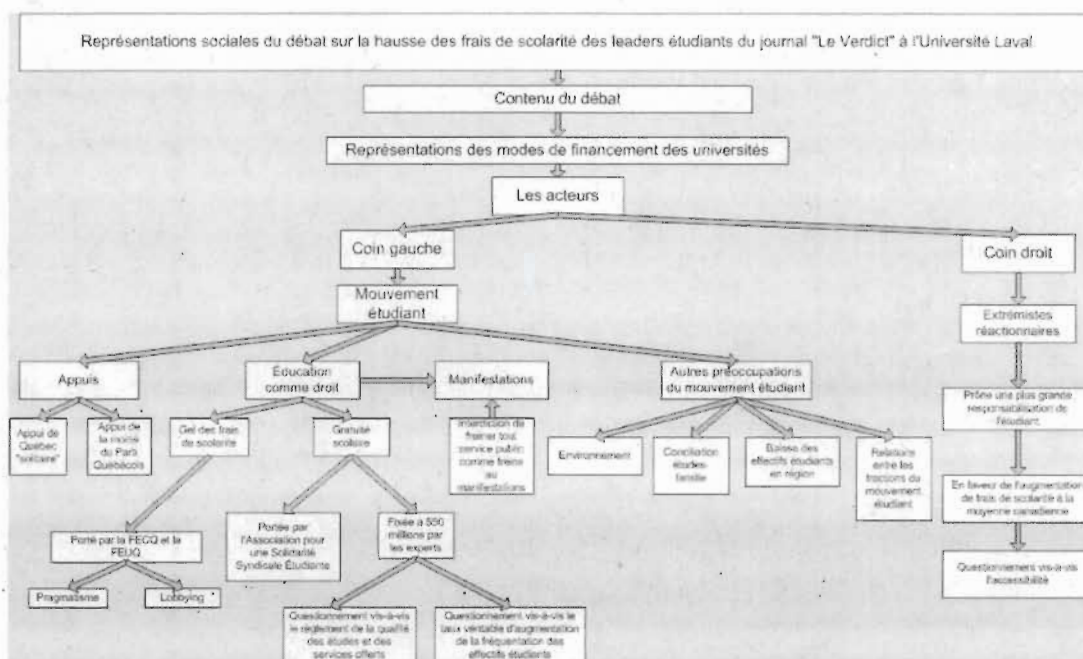 Représentations sociales du débat sur la hausse des frais de scolarité des leaders étudiants du journal "Le Verdict" à l'Université Laval
Contenu du débat
Représentations des modes de financement des universités
Les acteurs
Coin gauche
Coin droit
Mouvement
étudiant
Extrémistes
réactionnaires
Appuis
Éducation
comme droit
Manifestations
Autres préoccupations
du mouvement étudiant
Prône une plus grande
responsabilisation de
l'étudiant
Appui de
Québec
"solitaire"
Appui de
la moitié
du Parti
Québécois
Gel des frais
de scolarité
Gratuité
scolaire
Interdiction de
freiner tout
service public
comme freins
au
manifestations
Environnement
Conciliation
études-
famille
Baisse des
effectifs étudiants
en région
entre les
du
mouvement
étudiant
En faveur de l'augmentation
de frais de scolarité à la
moyenne canadienne
Porté par la FECQ et la
FEUQ
Portée par
l'Association pour
une Solidarité
Syndicale Étudiante
Fixée à 550
millions par
les experts
Questionnement vis-à-vis
l'accessibilité
Pragmatisme
Lobbying
Questionnement vis-à-vis
le règlement de la qualité
des études et des
services offerts
Questionnement vis-à-vis le
taux véritable d'augmentation
de la fréquentation des
effectifs étudiants